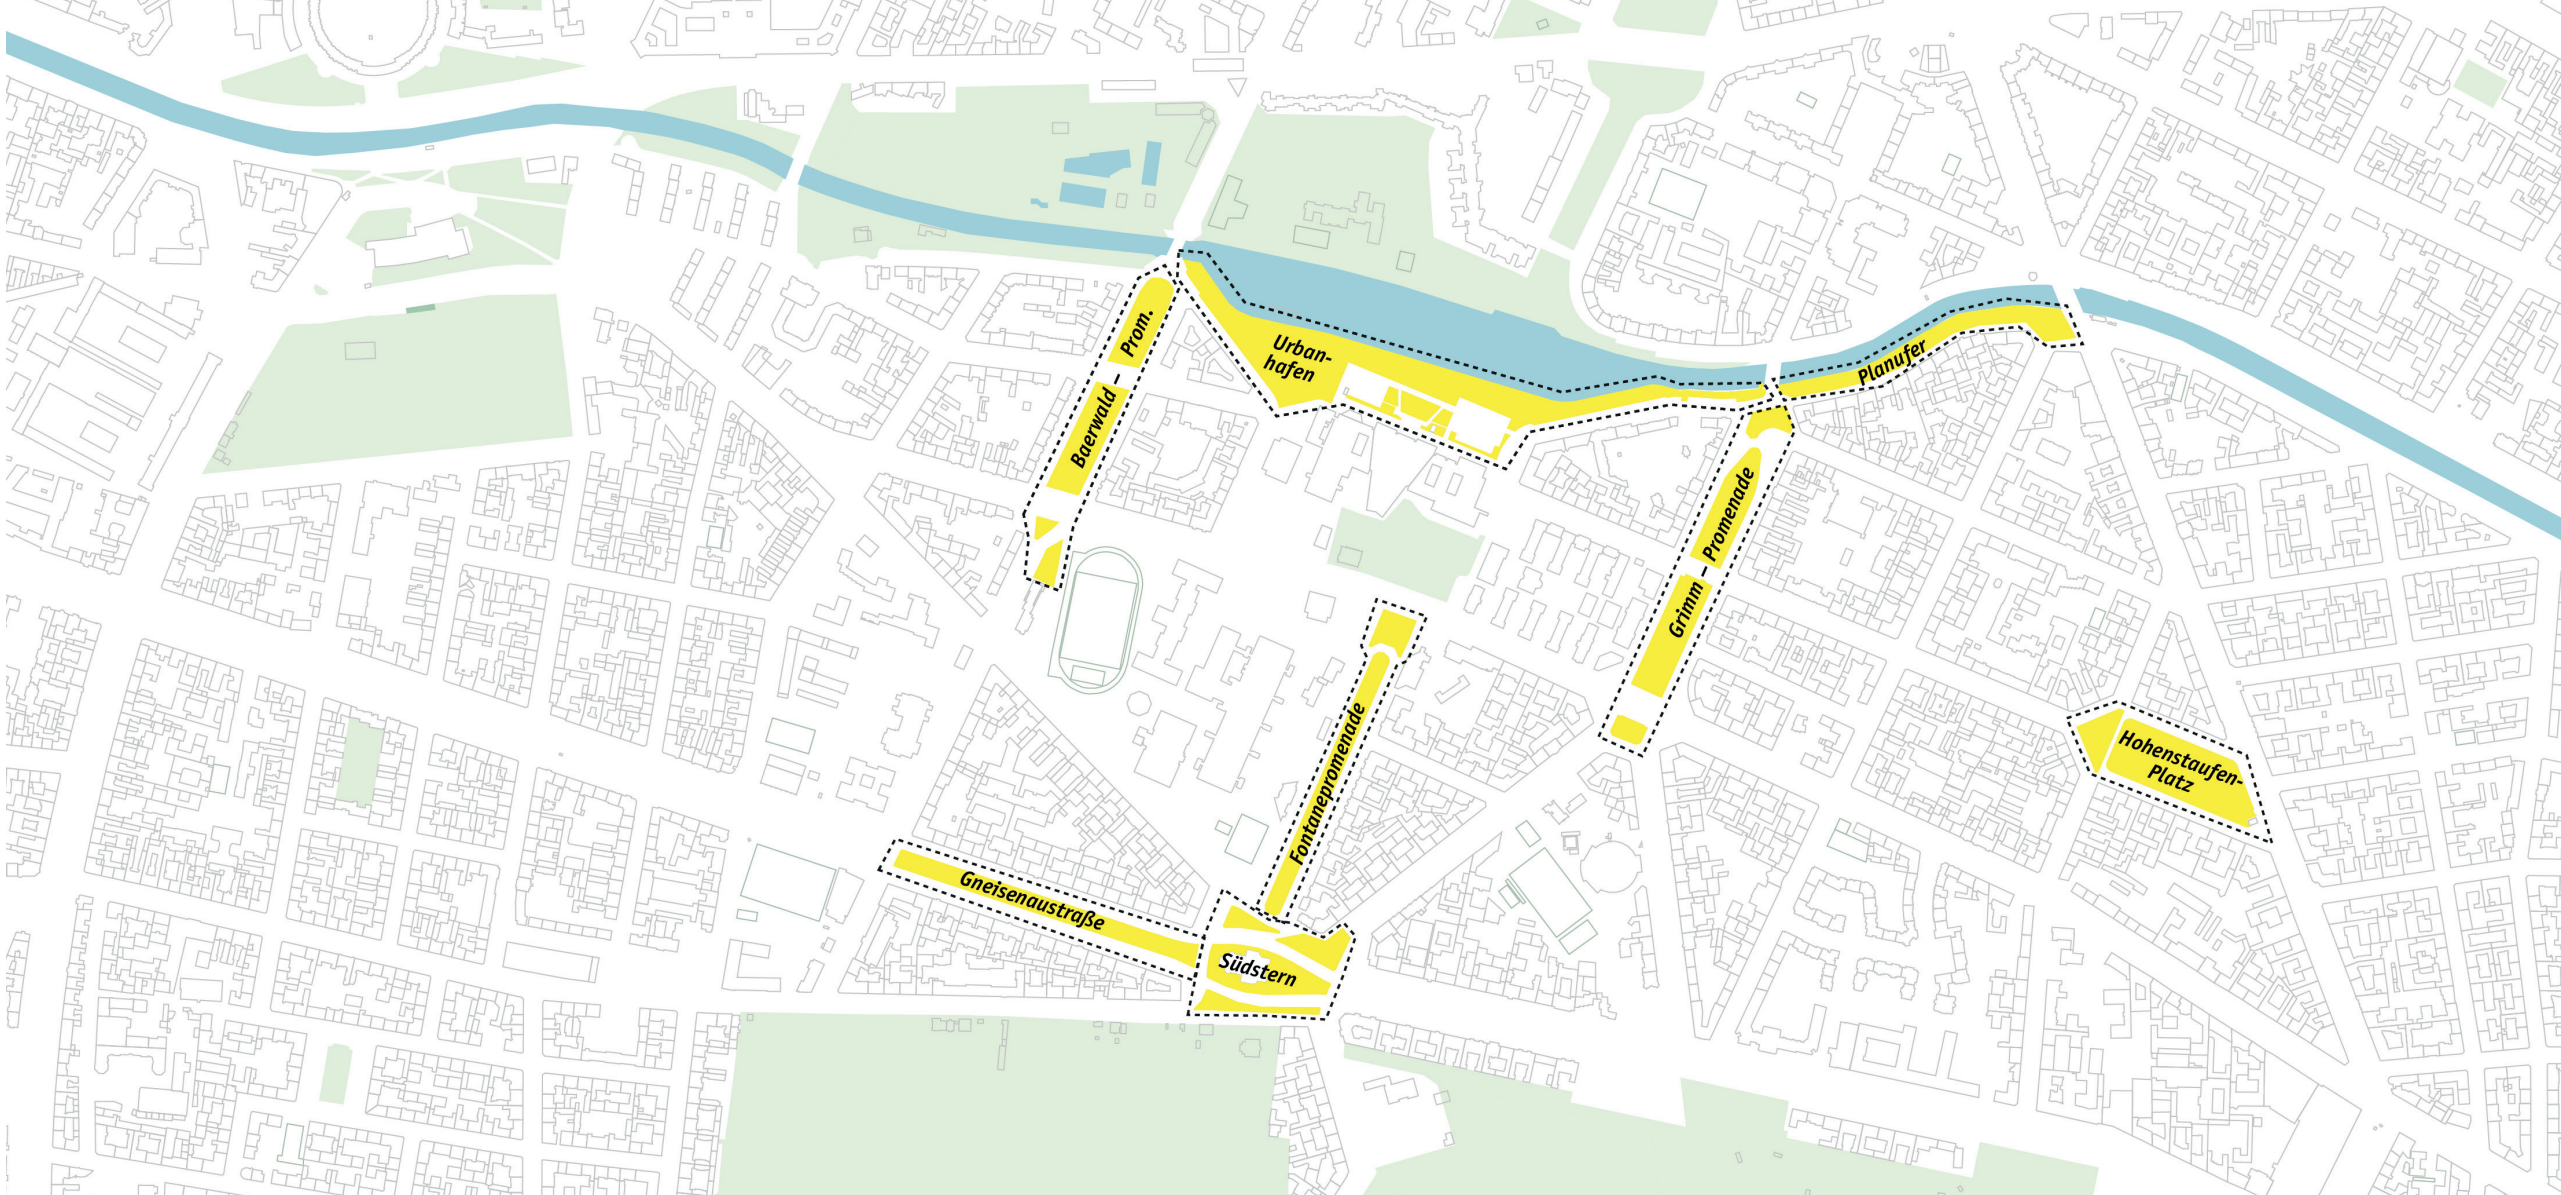 Prom.
-
Baerwald
Urban-
hafen
Planufer
Promenade
-
Grimm
Fontanepromenade
Hohenstaufen-
Platz
Gneisenaustraße
Südstern